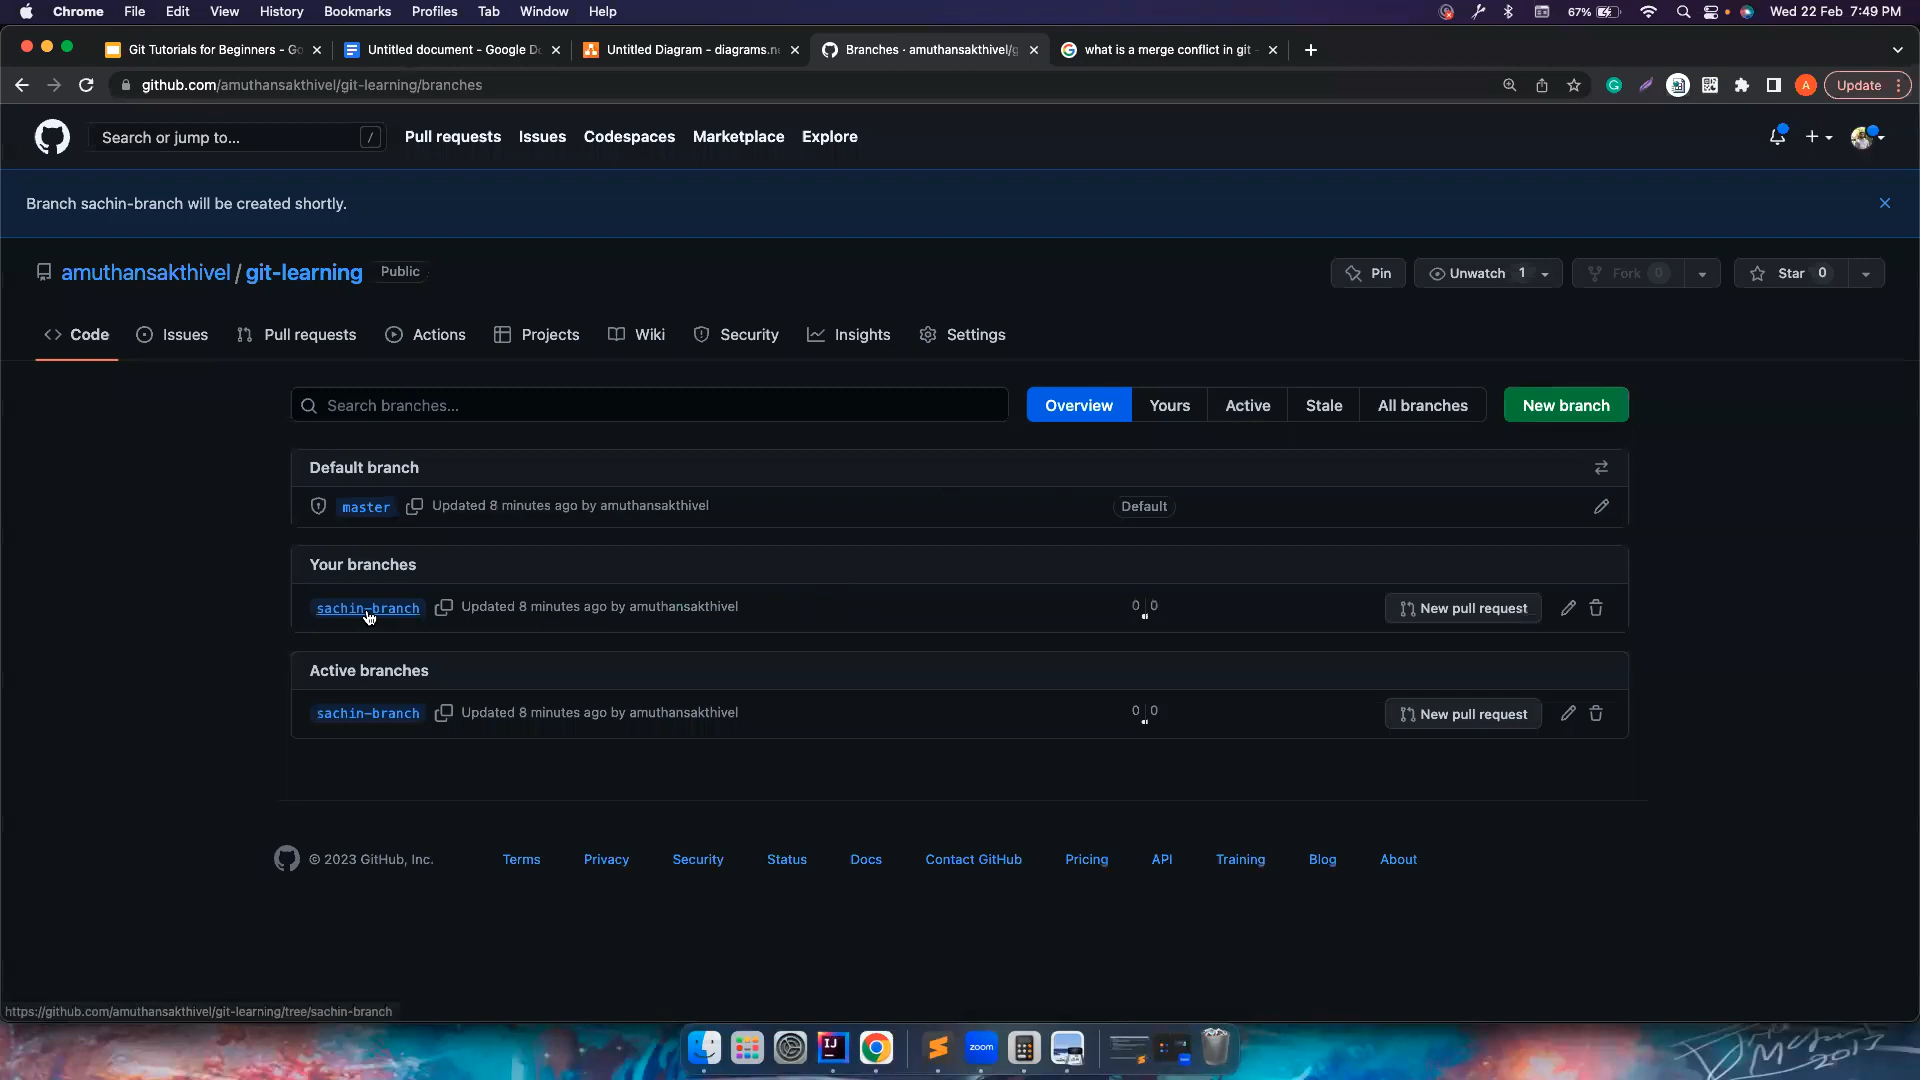 Chrome File Edit View History Bookmarks Profiles Tab Window Help 67% Wed 22 Feb 7:49 PM
Git Tutorials for Beginners - Go Untitled document - Google D Untitled Diagram - diagrams.ne Branches · amuthansakthivel/g what is a merge conflict in git -
github.com/amuthansakthivel/git-learning/branches A Update
Search or jump to... / Pull requests Issues Codespaces Marketplace Explore
Branch sachin-branch will be created shortly.
amuthansakthivel / git-learning Public Pin Unwatch 1 Fork 0 Star 0
Code Issues Pull requests Actions Projects Wiki Security Insights Settings
Search branches... Overview Yours Active Stale All branches New branch
Default branch
master Updated 8 minutes ago by amuthansakthivel Default
Your branches
sachin-branch Updated 8 minutes ago by amuthansakthivel 0 0 New pull request
Active branches
sachin-branch Updated 8 minutes ago by amuthansakthivel 0 0 New pull request
© 2023 GitHub, Inc. Terms Privacy Security Status Docs Contact GitHub Pricing API Training Blog About
https://github.com/amuthansakthivel/git-learning/tree/sachin-branch
IJ zoom
2017